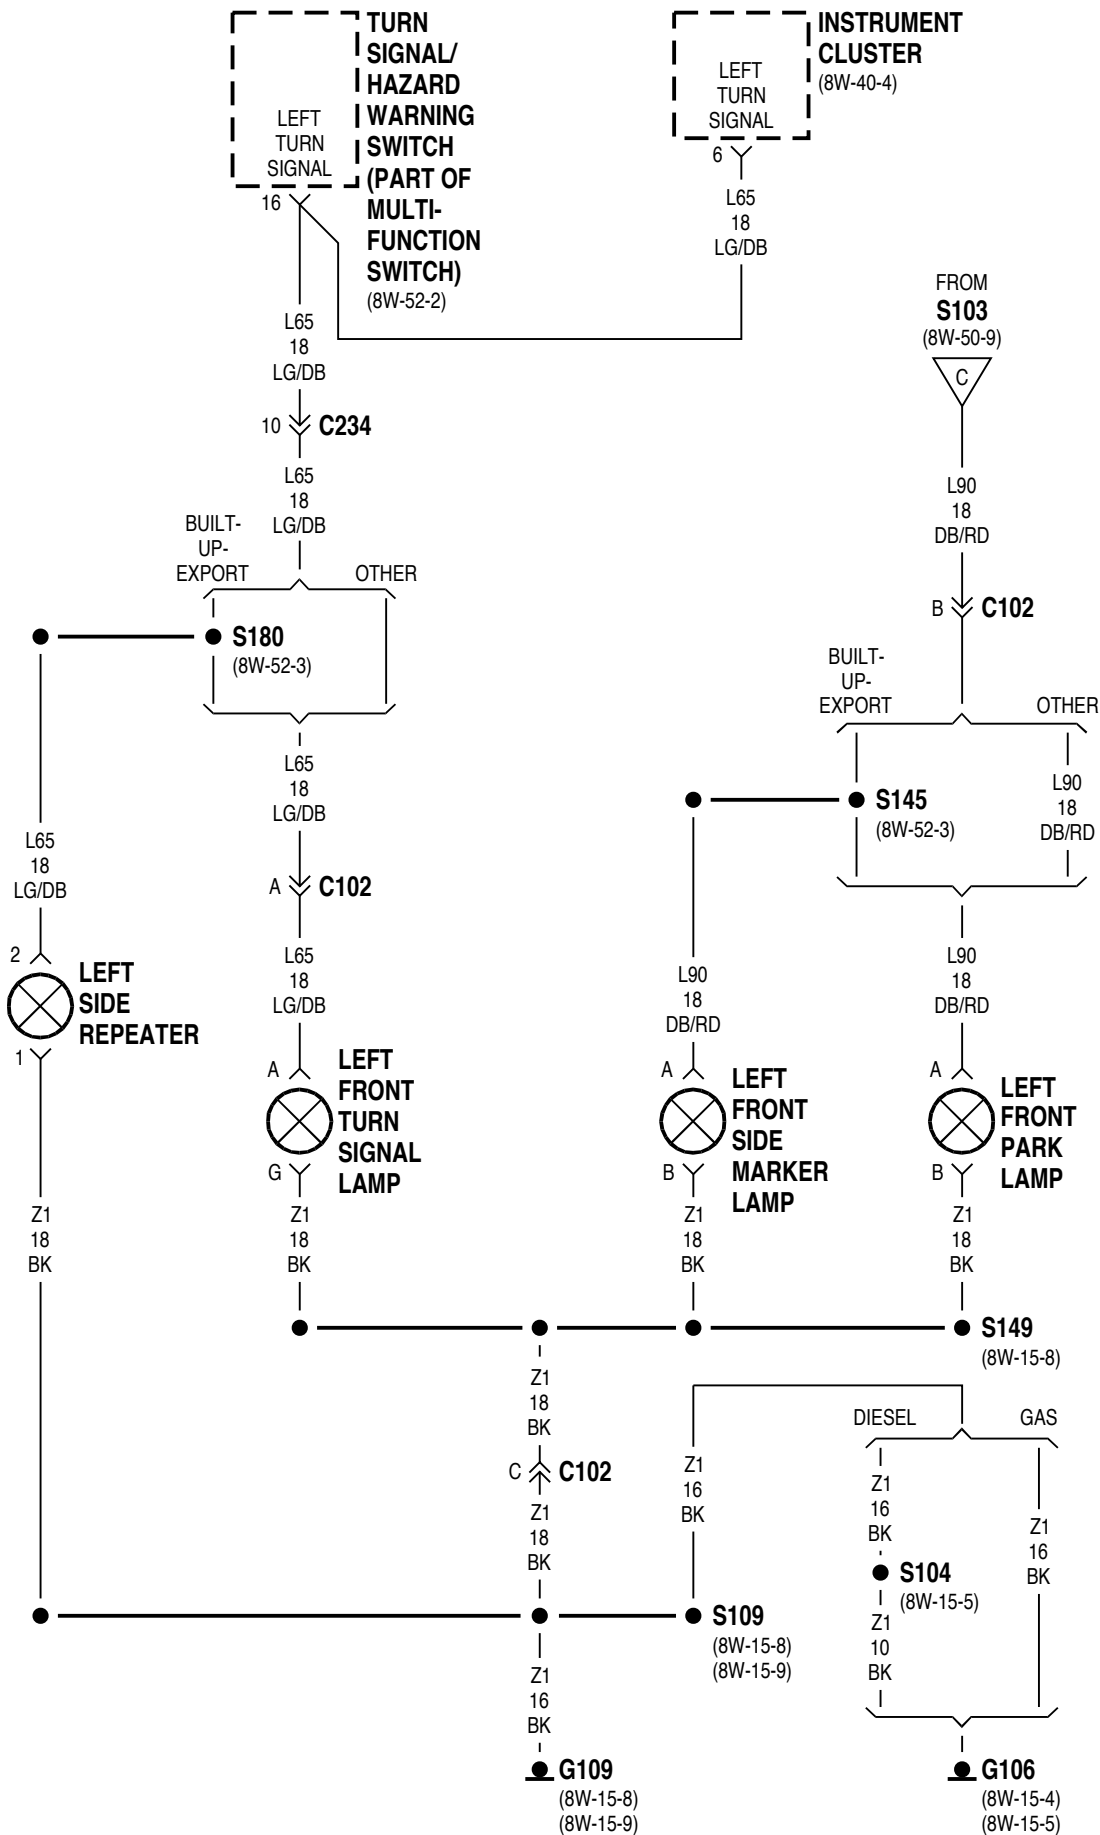 TURN
SIGNAL/
HAZARD
WARNING
SWITCH
(PART OF
MULTI-
FUNCTION
SWITCH)
(8W-52-2)
LEFT
TURN
SIGNAL
16
INSTRUMENT
CLUSTER
(8W-40-4)
LEFT
TURN
SIGNAL
6
L65
18
LG/DB
L65
18
LG/DB
10 C234
L65
18
LG/DB
FROM
S103
(8W-50-9)
C
L90
18
DB/RD
B C102
BUILT-
UP-
EXPORT
OTHER
S180
(8W-52-3)
BUILT-
UP-
EXPORT
OTHER
S145
(8W-52-3)
L90
18
DB/RD
L65
18
LG/DB
A C102
L65
18
LG/DB
L65
18
LG/DB
L90
18
DB/RD
L90
18
DB/RD
2
LEFT
SIDE
REPEATER
1
A
LEFT
FRONT
TURN
SIGNAL
LAMP
G
A
LEFT
FRONT
SIDE
MARKER
LAMP
B
A
LEFT
FRONT
PARK
LAMP
B
Z1
18
BK
Z1
18
BK
Z1
18
BK
Z1
18
BK
S149
(8W-15-8)
Z1
18
BK
C C102
Z1
18
BK
Z1
16
BK
DIESEL
GAS
Z1
16
BK
S104
(8W-15-5)
Z1
10
BK
Z1
16
BK
S109
(8W-15-8)
(8W-15-9)
Z1
16
BK
G109
(8W-15-8)
(8W-15-9)
G106
(8W-15-4)
(8W-15-5)